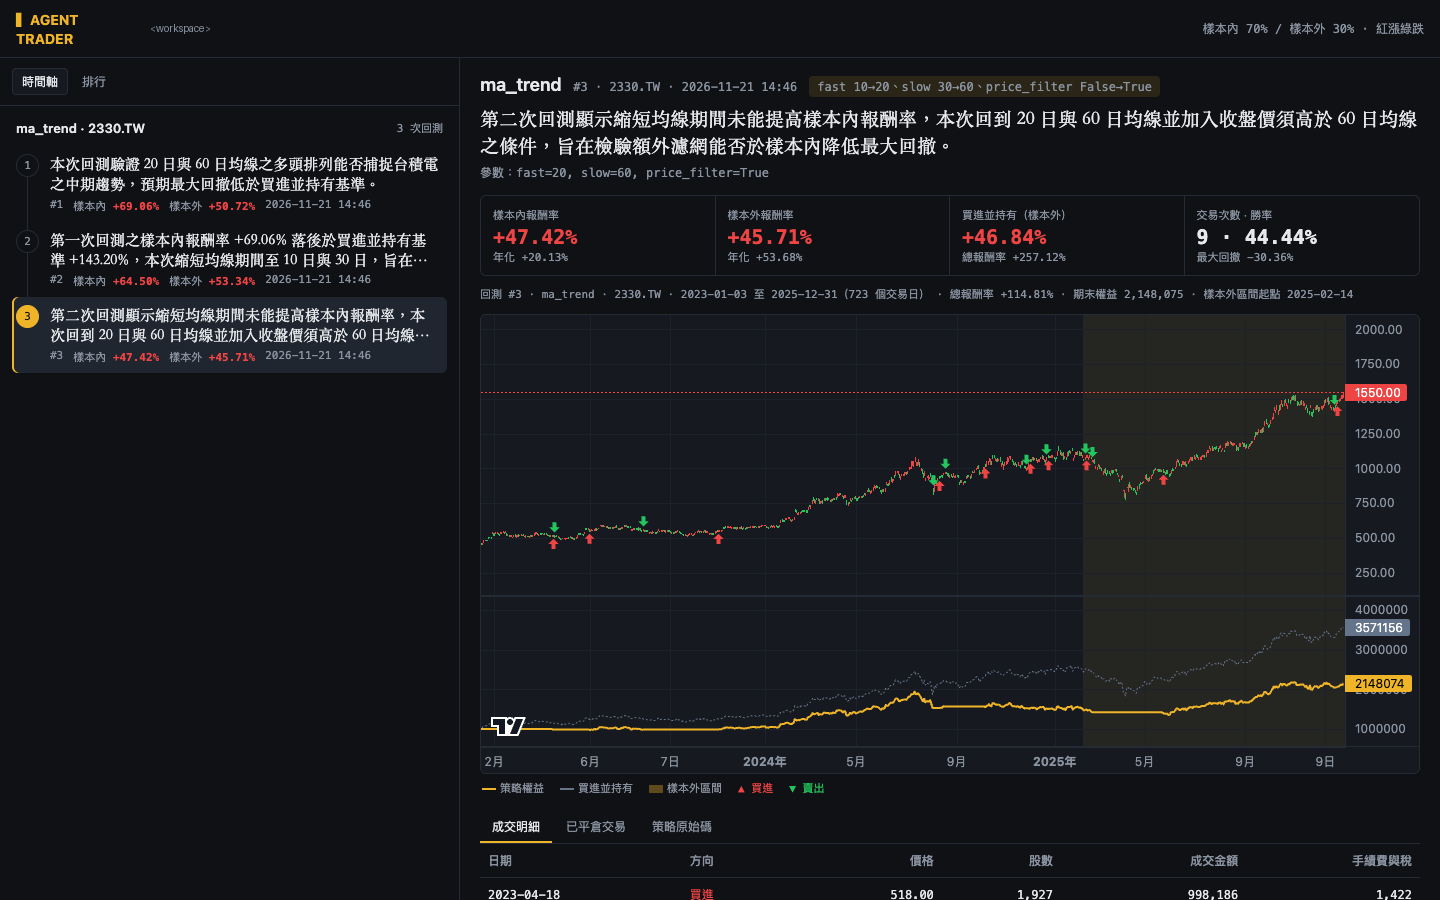 AGENT
TRADER
<workspace>
樣本內 70% / 樣本外 30% · 紅漲綠跌
時間軸 排行
ma_trend · 2330.TW 3 次回測
1 本次回測驗證 20 日與 60 日均線之多頭排列能否捕捉台積電
之中期趨勢，預期最大回撤低於買進並持有基準。
#1 樣本內 +69.06% 樣本外 +50.72% 2026-11-21 14:46
2 第一次回測之樣本內報酬率 +69.06% 落後於買進並持有基
準 +143.20%，本次縮短均線期間至 10 日與 30 日，旨在…
#2 樣本內 +64.50% 樣本外 +53.34% 2026-11-21 14:46
3 第二次回測顯示縮短均線期間未能提高樣本內報酬率，本
次回到 20 日與 60 日均線並加入收盤價須高於 60 日均線…
#3 樣本內 +47.42% 樣本外 +45.71% 2026-11-21 14:46
ma_trend #3 · 2330.TW · 2026-11-21 14:46 fast 10→20、slow 30→60、price_filter False→True
第二次回測顯示縮短均線期間未能提高樣本內報酬率，本次回到 20 日與 60 日均線並加入收盤價須高於 60 日均線
之條件，旨在檢驗額外濾網能否於樣本內降低最大回撤。
參數：fast=20, slow=60, price_filter=True
樣本內報酬率 樣本外報酬率 買進並持有（樣本外） 交易次數 · 勝率
+47.42% +45.71% +46.84% 9 · 44.44%
年化 +20.13% 年化 +53.68% 總報酬率 +257.12% 最大回撤 -30.36%
回測 #3 · ma_trend · 2330.TW · 2023-01-03 至 2025-12-31（723 個交易日） · 總報酬率 +114.81% · 期末權益 2,148,075 · 樣本外區間起點 2025-02-14
2000.00
1750.00
1550.00
1250.00
1000.00
750.00
500.00
250.00
4000000
3571156
3000000
2148074
1000000
2月 6月 7日 2024年 5月 9月 2025年 5月 9月 9日
策略權益 買進並持有 樣本外區間 ▲ 買進 ▼ 賣出
成交明細 已平倉交易 策略原始碼
日期 方向 價格 股數 成交金額 手續費與稅
2023-04-18 買進 518.00 1,927 998,186 1,422